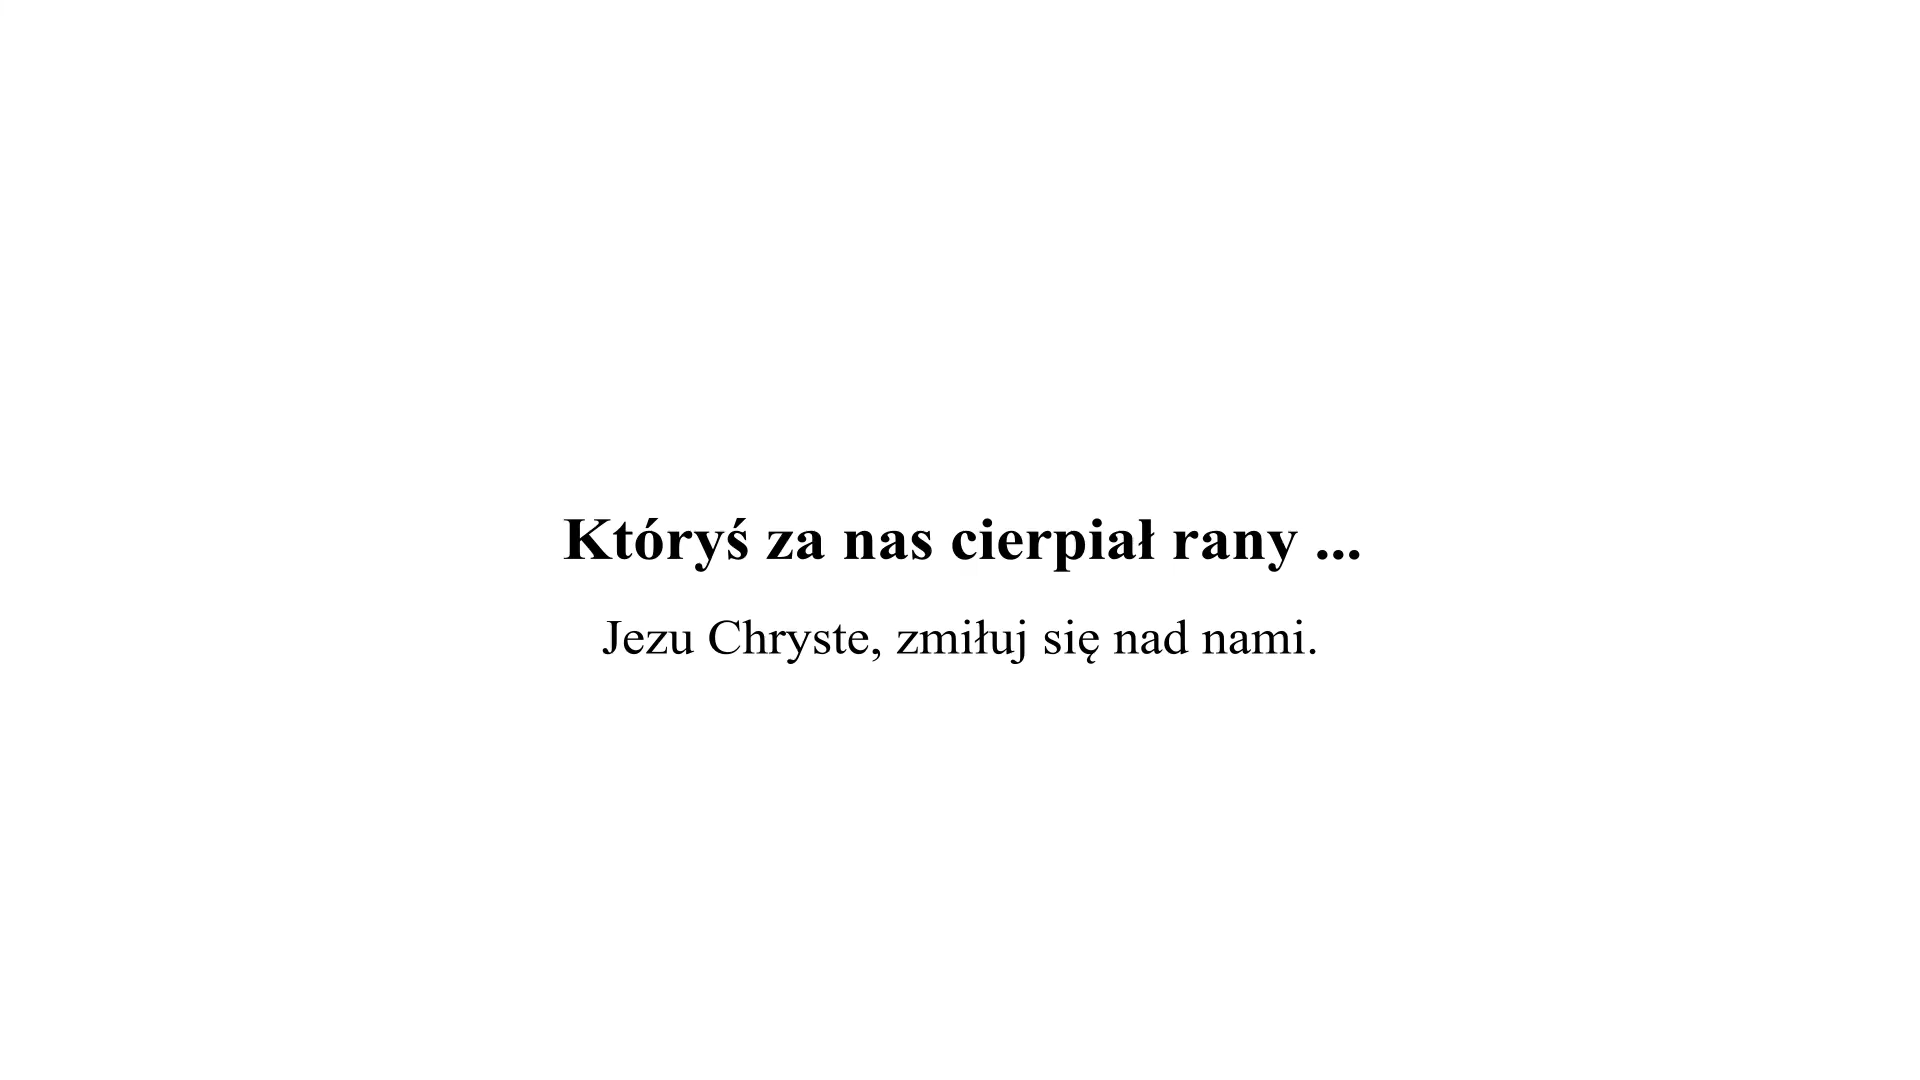 Któryś za nas cierpiał rany ...
Jezu Chryste, zmiłuj się nad nami.